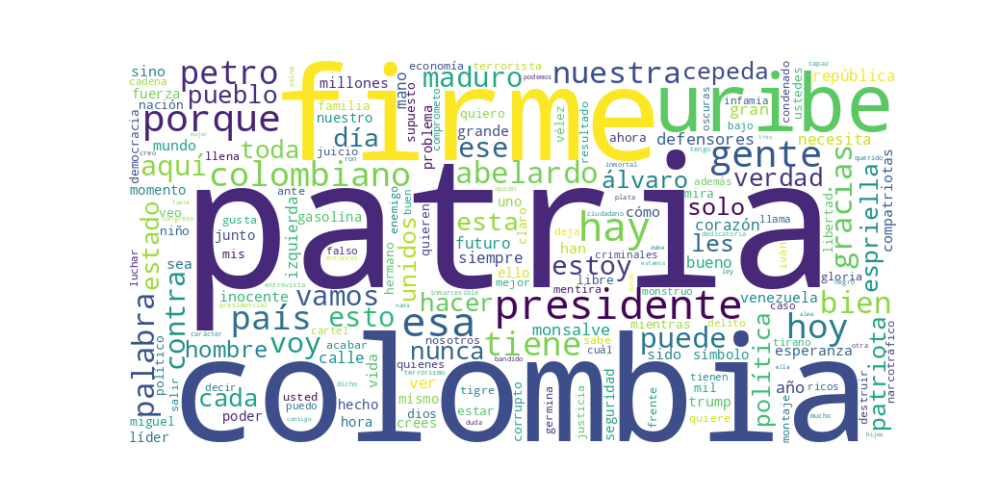 patria
colombia
firme
uribe
presidente
petro
pueblo
porque
aquí
colombiano
toda
día
maduro
ese
abelardo
esta
nuestra
cepeda
gente
álvaro
verdad
solo
hay
estoy
gracias
espriella
bien
hoy
puede
tiene
esa
esto
voy
país
vamos
contra
estado
palabra
hombre
cada
unidos
hacer
nunca
política
patriota
les
sino
cadena
fuerza
nación
mundo
democracia
momento
veo
niño
sea
político
salir
miguel
líder
luchar
decir
poder
usted
puedo
hecho
hora
calle
acabar
cartel
vida
quienes
terrorismo
ver
mismo
dios
crees
estar
tigre
nosotros
bandido
duda
corrupto
germina
justicia
seguridad
frente
sido
símbolo
mientras
delito
sabe
cuál
tienen
mil
trump
quiere
año
ricos
esperanza
tirano
caso
alma
otra
ella
montaje
mucho
hijos
destruir
narcotráfico
venezuela
monstruo
mentira
libre
criminales
han
deja
cómo
ciudadano
plata
quién
inmortal
además
uno
claro
futuro
siempre
ello
mejor
quieren
buen
enemigo
hermano
izquierda
gasolina
ante
gusta
junto
mis
falso
entonces
entrevista
inocente
presidencial
inmarcesible
nada
carácter
dicho
contigo
congreso
fuera
creo
mujer
llena
juicio
ron
nuestro
familia
millones
vaina
mano
supuesto
economía
terrorista
podemos
comprometo
problema
quiero
grande
vélez
resultado
ahora
defensores
oscuras
infamia
gran
bajo
condenado
ustedes
capaz
república
necesita
tres
tengo
querido
libertad
compatriotas
mira
corazón
llama
bueno
dedicatoria
estamos
debe
ley
iván
gloria
negro
monsalve